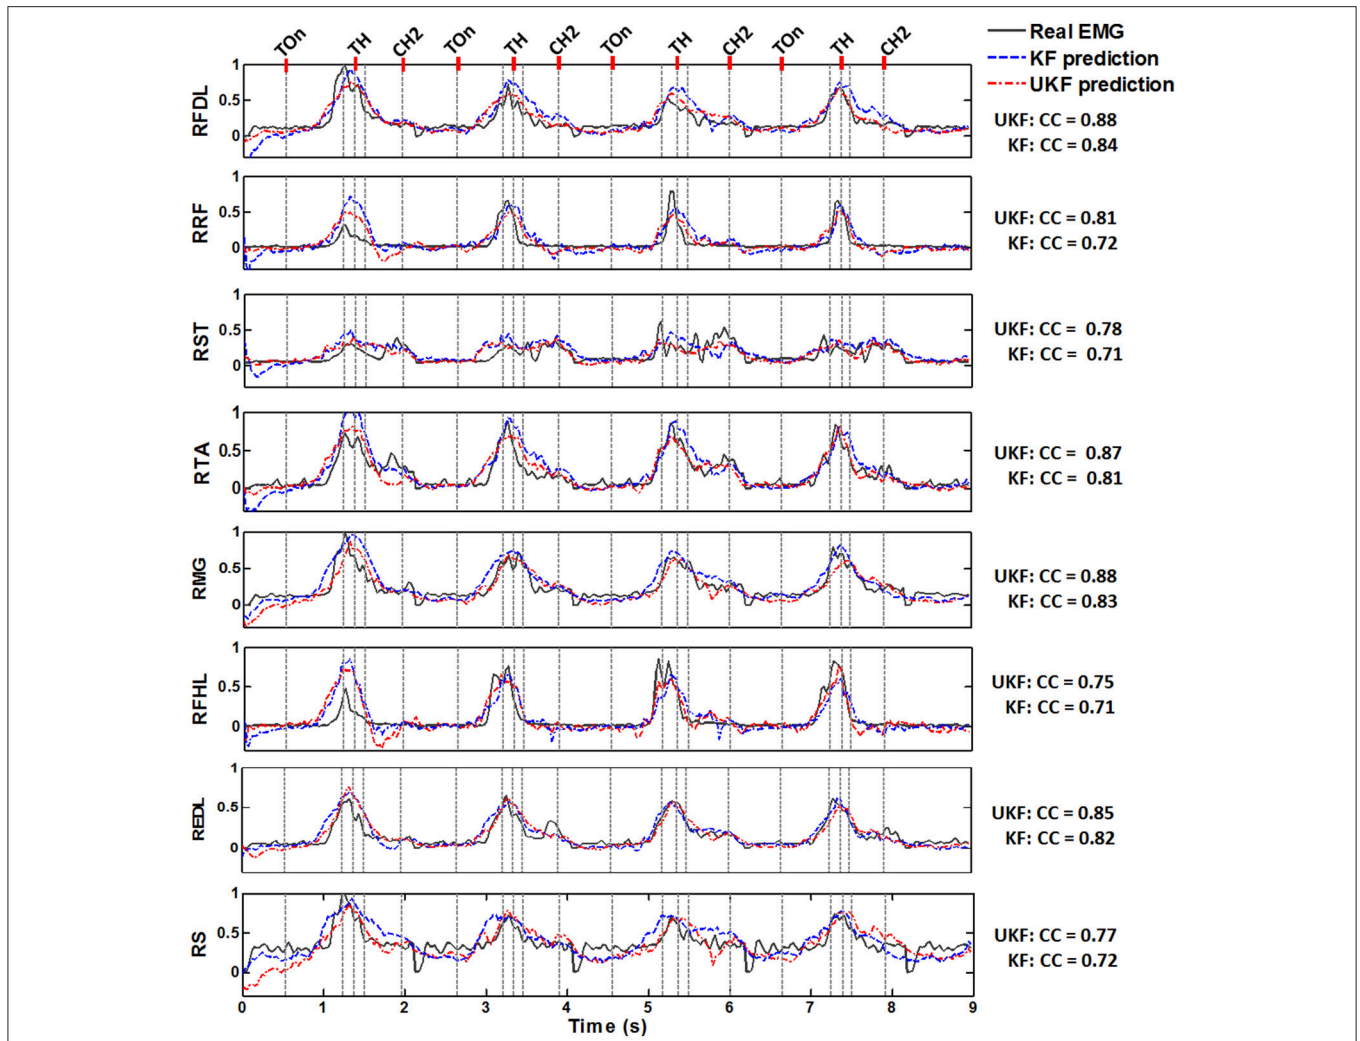 TOn TH CH2 TOn TH CH2 TOn TH CH2 TOn TH CH2
Real EMG
KF prediction
UKF prediction
RFDL
1
0.5
0
UKF: CC = 0.88
KF: CC = 0.84
RRF
1
0.5
0
UKF: CC = 0.81
KF: CC = 0.72
RST
1
0.5
0
UKF: CC = 0.78
KF: CC = 0.71
RTA
1
0.5
0
UKF: CC = 0.87
KF: CC = 0.81
RMG
1
0.5
0
UKF: CC = 0.88
KF: CC = 0.83
RFHL
1
0.5
0
UKF: CC = 0.75
KF: CC = 0.71
REDL
1
0.5
0
UKF: CC = 0.85
KF: CC = 0.82
RS
1
0.5
0
UKF: CC = 0.77
KF: CC = 0.72
0 1 2 3 4 5 6 7 8 9
Time (s)